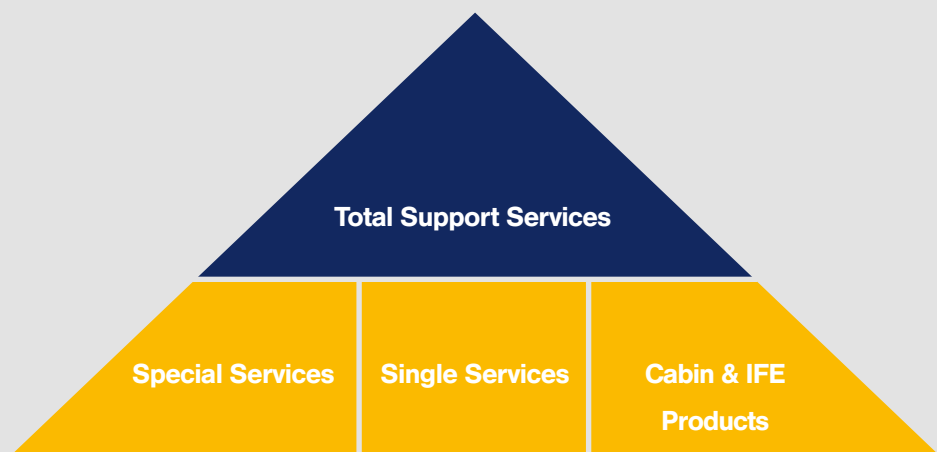 Total Support Services
Special Services
Single Services
Cabin & IFE
Products